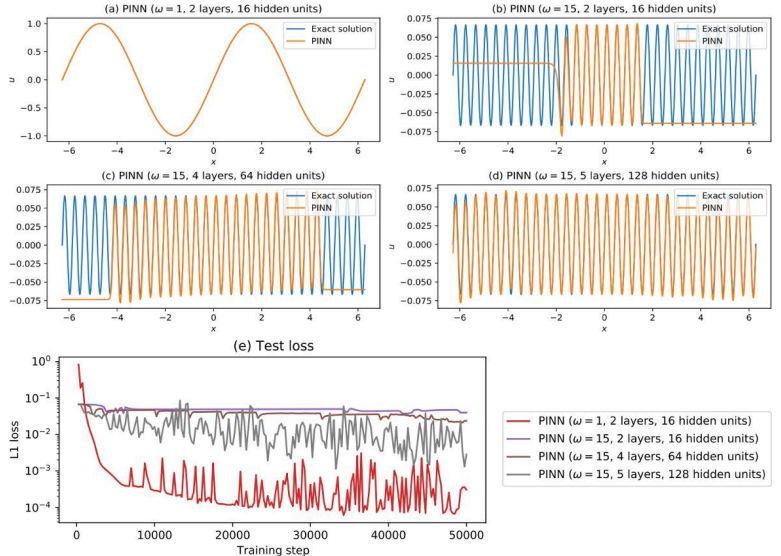 (a) PINN (ω = 1, 2 layers, 16 hidden units)
1.0
0.5
0.0
−0.5
−1.0
u
Exact solution
PINN
−6 −4 −2 0 2 4 6
x
(b) PINN (ω = 15, 2 layers, 16 hidden units)
0.075
0.050
0.025
0.000
−0.025
−0.050
−0.075
u
Exact solution
PINN
−6 −4 −2 0 2 4 6
x
(c) PINN (ω = 15, 4 layers, 64 hidden units)
0.075
0.050
0.025
0.000
−0.025
−0.050
−0.075
u
Exact solution
PINN
−6 −4 −2 0 2 4 6
x
(d) PINN (ω = 15, 5 layers, 128 hidden units)
0.075
0.050
0.025
0.000
−0.025
−0.050
−0.075
u
Exact solution
PINN
−6 −4 −2 0 2 4 6
x
(e) Test loss
10⁰
10⁻¹
10⁻²
10⁻³
10⁻⁴
L1 loss
0 10000 20000 30000 40000 50000
Training step
PINN (ω = 1, 2 layers, 16 hidden units)
PINN (ω = 15, 2 layers, 16 hidden units)
PINN (ω = 15, 4 layers, 64 hidden units)
PINN (ω = 15, 5 layers, 128 hidden units)